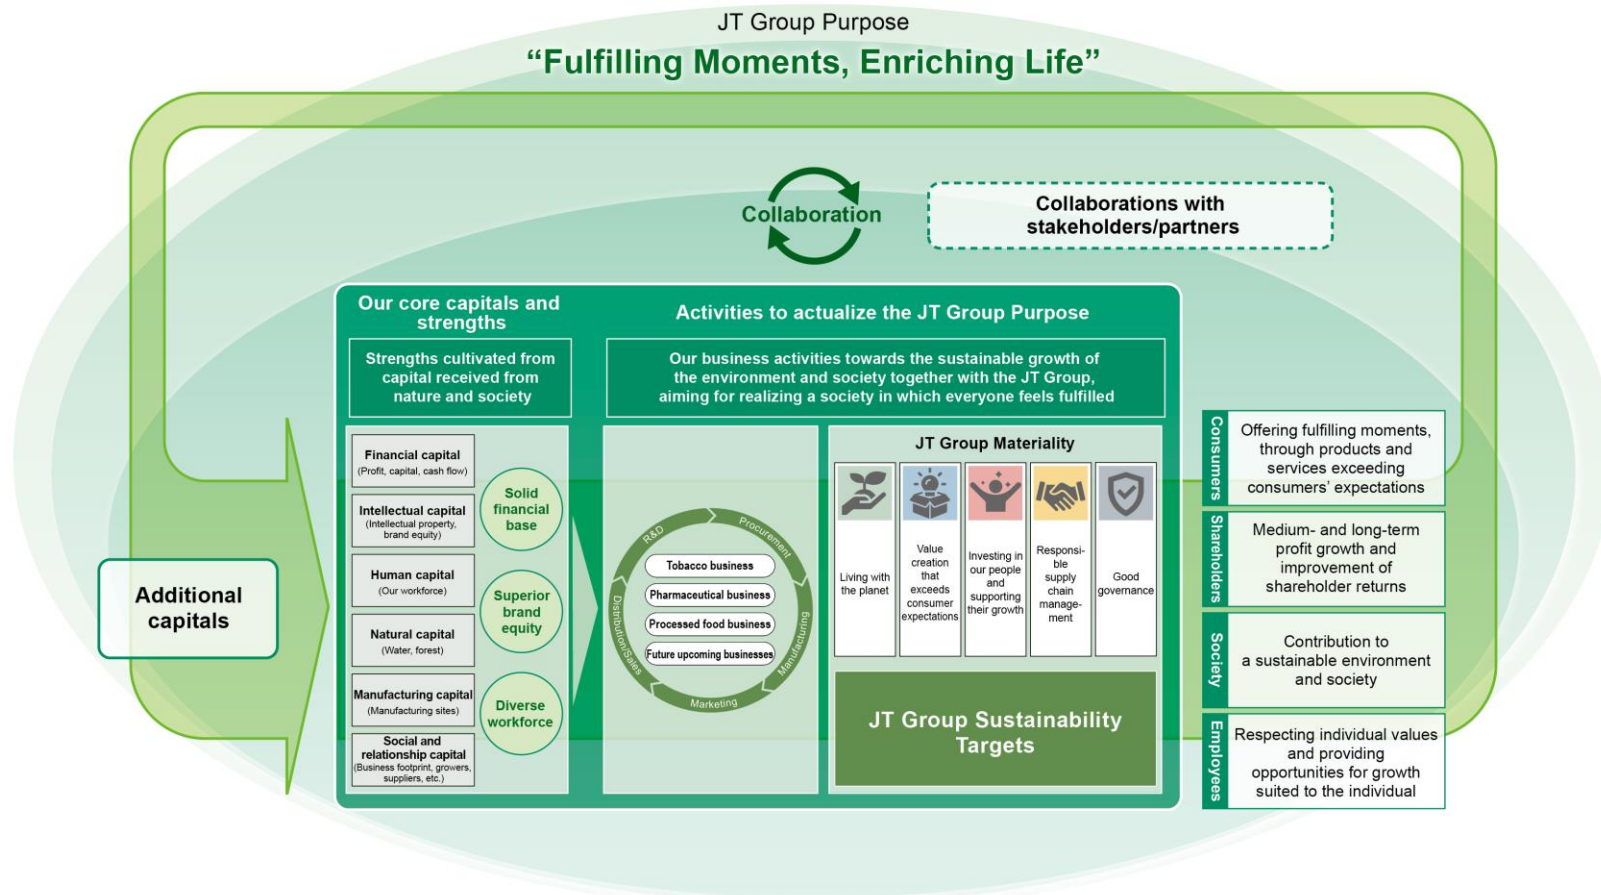 JT Group Purpose
“Fulfilling Moments, Enriching Life”
Collaboration
Collaborations with
stakeholders/partners
Our core capitals and
strengths
Strengths cultivated from
capital received from
nature and society
Activities to actualize the JT Group Purpose
Our business activities towards the sustainable growth of
the environment and society together with the JT Group,
aiming for realizing a society in which everyone feels fulfilled
Additional
capitals
Financial capital
(Profit, capital, cash flow)
Intellectual capital
(Intellectual property,
brand equity)
Human capital
(Our workforce)
Natural capital
(Water, forest)
Manufacturing capital
(Manufacturing sites)
Social and
relationship capital
(Business footprint, growers,
suppliers, etc.)
Solid
financial
base
Superior
brand
equity
Diverse
workforce
R&D
Procurement
Manufacturing
Marketing
Distribution/Sales
Tobacco business
Pharmaceutical business
Processed food business
Future upcoming businesses
JT Group Materiality
Living with
the planet
Value
creation
that
exceeds
consumer
expectations
Investing in
our people
and
supporting
their growth
Responsi-
ble
supply
chain
manage-
ment
Good
governance
JT Group Sustainability
Targets
Consumers
Offering fulfilling moments,
through products and
services exceeding
consumers’ expectations
Shareholders
Medium- and long-term
profit growth and
improvement of
shareholder returns
Society
Contribution to
a sustainable environment
and society
Employees
Respecting individual values
and providing
opportunities for growth
suited to the individual